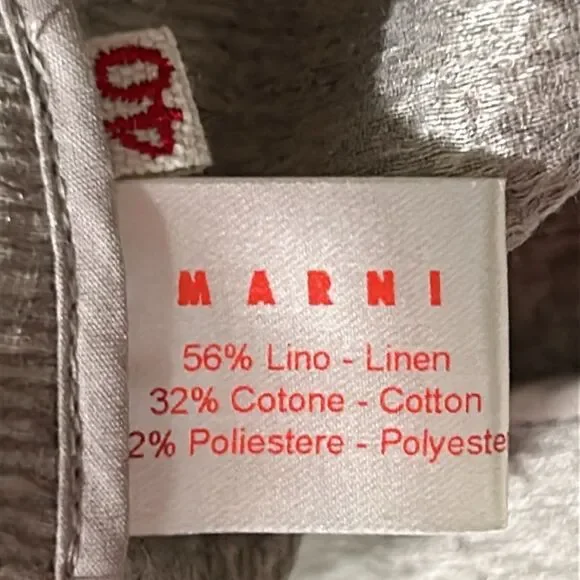 40
MARNI
56% Lino - Linen
32% Cotone - Cotton
2% Poliestere - Polyeste